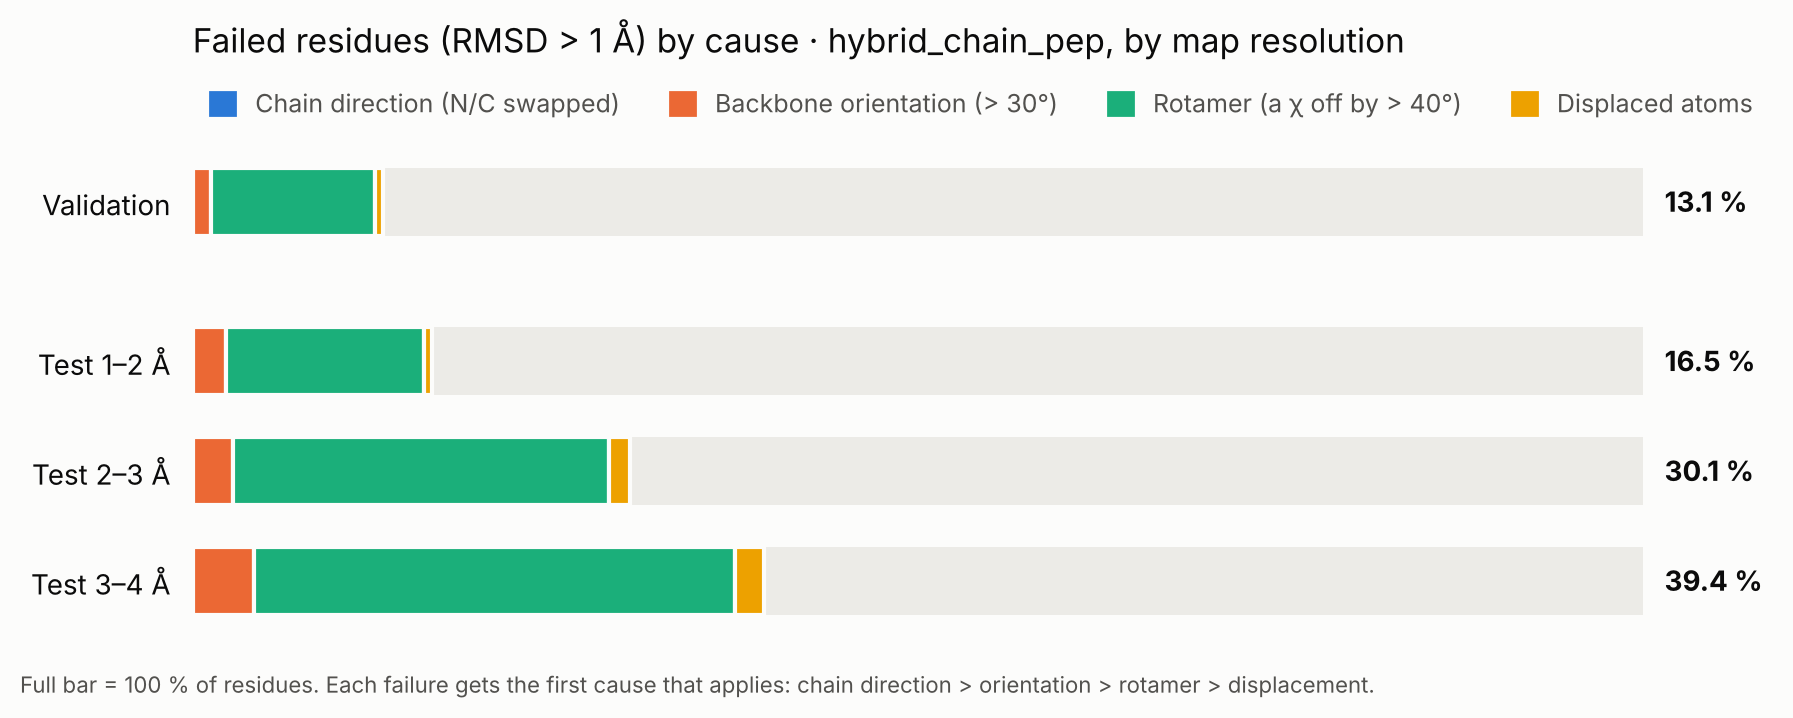 Failed residues (RMSD > 1 Å) by cause · hybrid_chain_pep, by map resolution
Chain direction (N/C swapped) Backbone orientation (> 30°) Rotamer (a χ off by > 40°) Displaced atoms
Validation 13.1 %
Test 1–2 Å 16.5 %
Test 2–3 Å 30.1 %
Test 3–4 Å 39.4 %
Full bar = 100 % of residues. Each failure gets the first cause that applies: chain direction > orientation > rotamer > displacement.